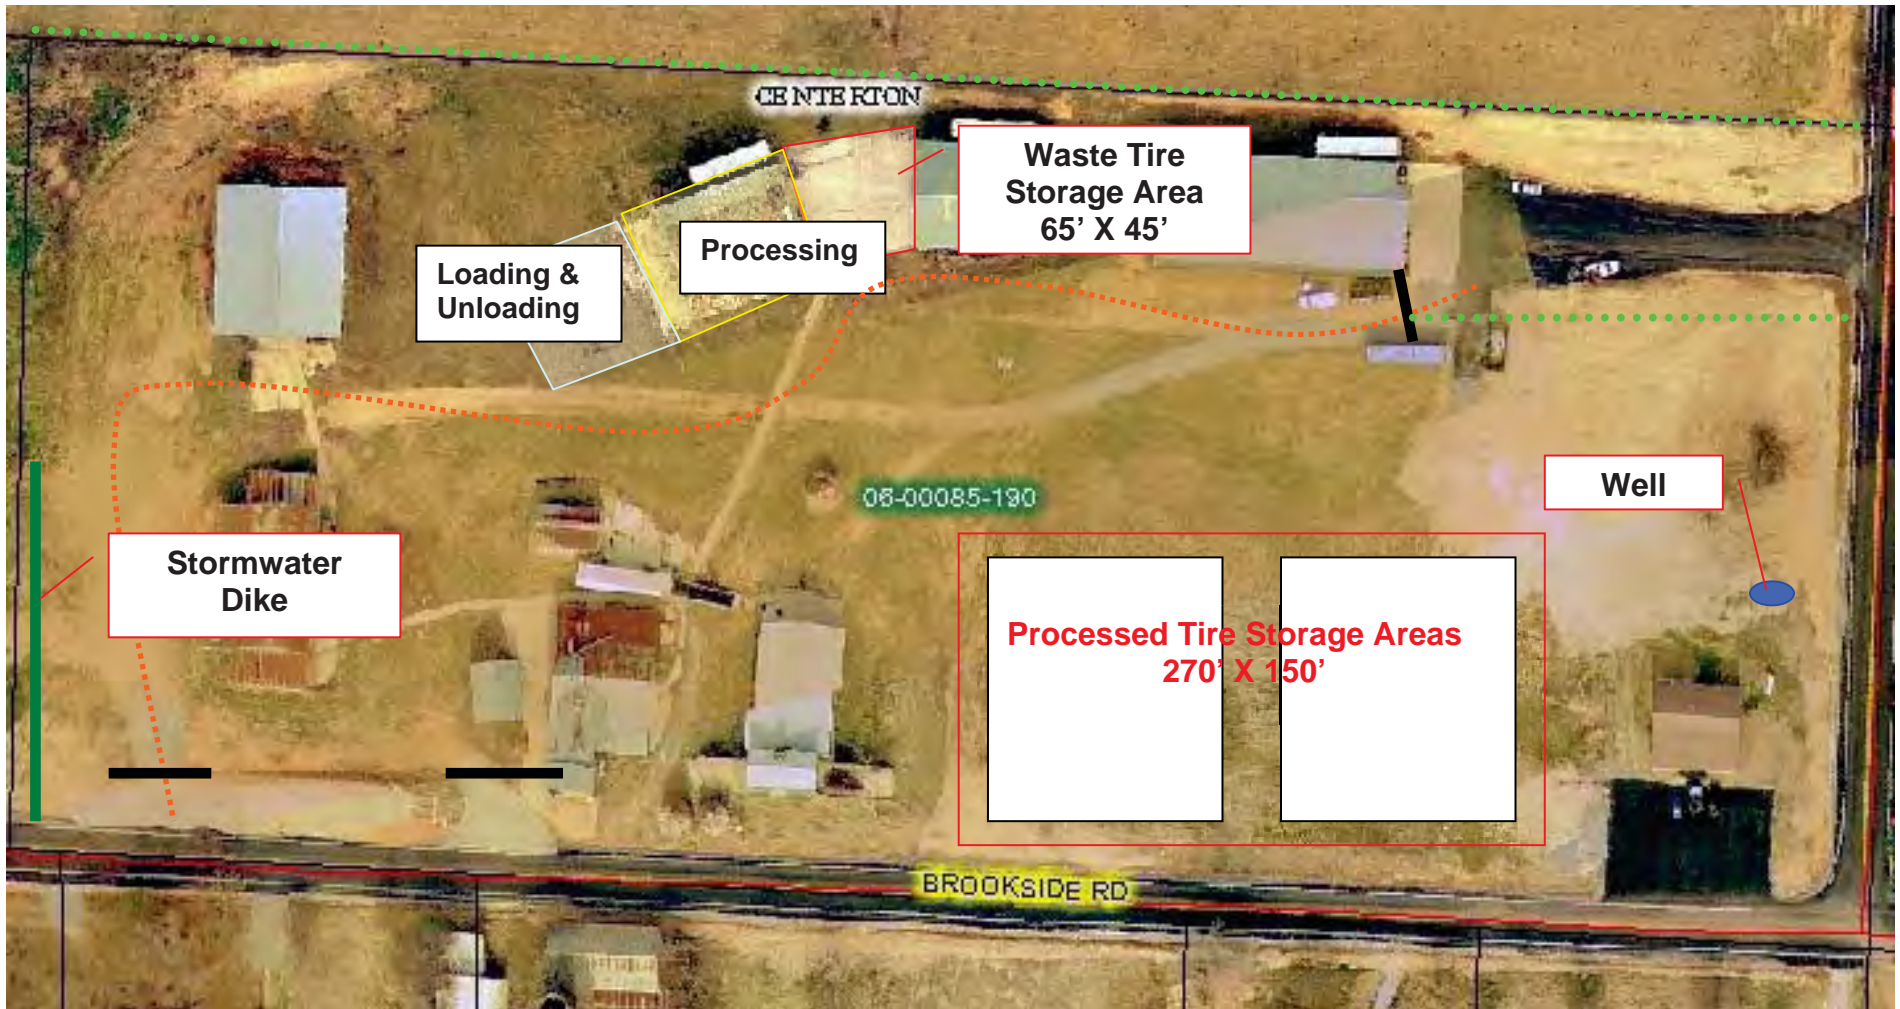 CENTERTON
Waste Tire
Storage Area
65’ X 45’
Processing
Loading &
Unloading
06-00085-190
Well
Stormwater
Dike
Processed Tire Storage Areas
270’ X 150’
BROOKSIDE RD